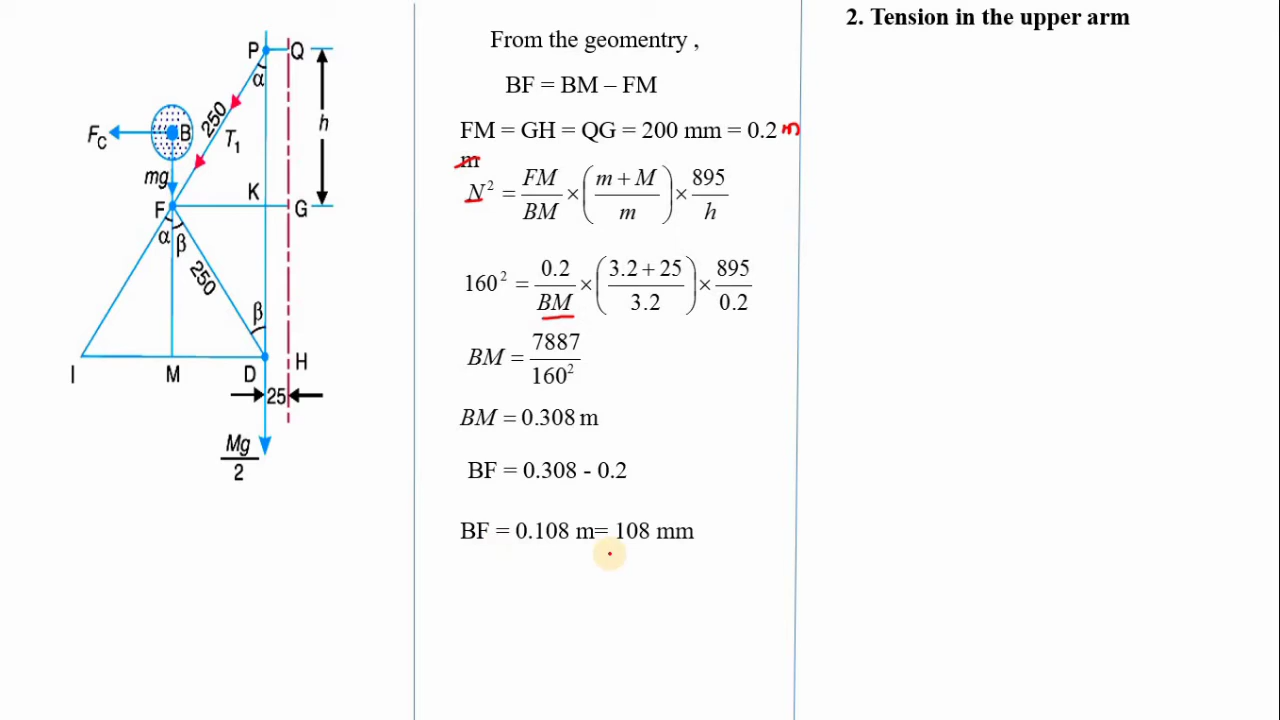 P
Q
α
250
T₁
h
B
F_C
mg
K
F
G
α
β
250
β
I
M
D
H
25
Mg/2
From the geomentry ,
BF = BM – FM
FM = GH = QG = 200 mm = 0.2 m
m
N² = FM/BM × (m + M / m) × 895/h
160² = 0.2/BM × (3.2 + 25 / 3.2) × 895/0.2
BM = 7887/160²
BM = 0.308 m
BF = 0.308 - 0.2
BF = 0.108 m= 108 mm
2. Tension in the upper arm